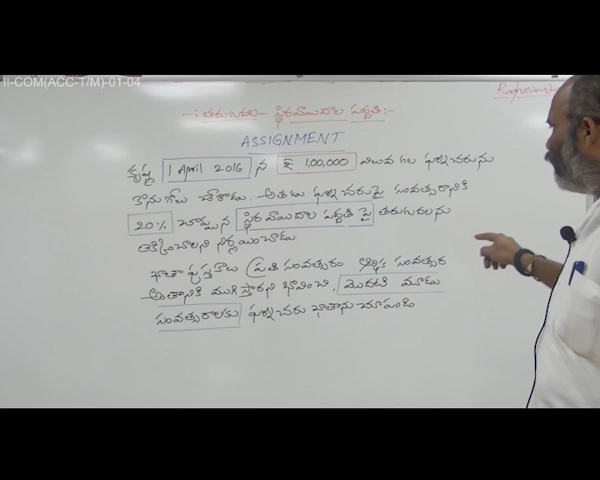 II-COM(ACC-T/M)-01-04
-: తరుగుదల స్థిరవాయిదాల పద్ధతి:-
ASSIGNMENT
కృష్ణ 1 April 2016 న ₹ 1,00,000 విలువ గల ఫర్నిచరును
కొనుగోలు చేశాడు. అతడు ఫర్నిచరుపై సంవత్సరానికి
20% చొప్పున స్థిరవాయిదాల పద్ధతి పై తరుగుదలను
తీసివేయాలని నిర్ణయించాడు
ఖాతా పుస్తకాలు ప్రతి సంవత్సరం ఆర్థిక సంవత్సర
అంతానికి ముగిస్తారని భావించి, మొదటి మూడు
సంవత్సరాలకు ఫర్నిచరు ఖాతాను చూపండి